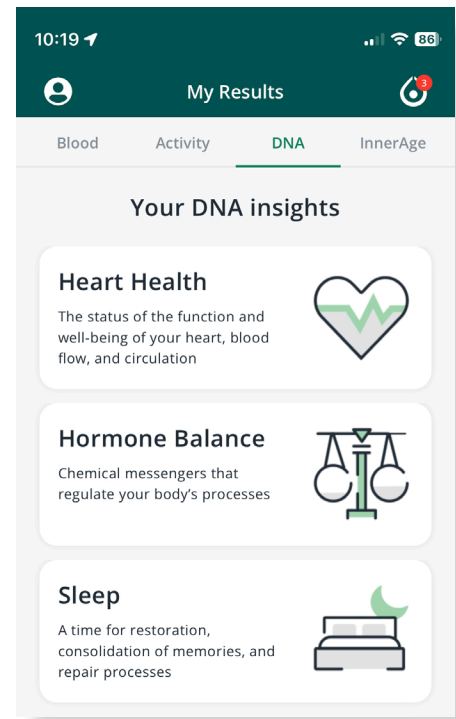 10:19
86
My Results
3
Blood
Activity
DNA
InnerAge
Your DNA insights
Heart Health
The status of the function and
well-being of your heart, blood
flow, and circulation
Hormone Balance
Chemical messengers that
regulate your body’s processes
Sleep
A time for restoration,
consolidation of memories, and
repair processes